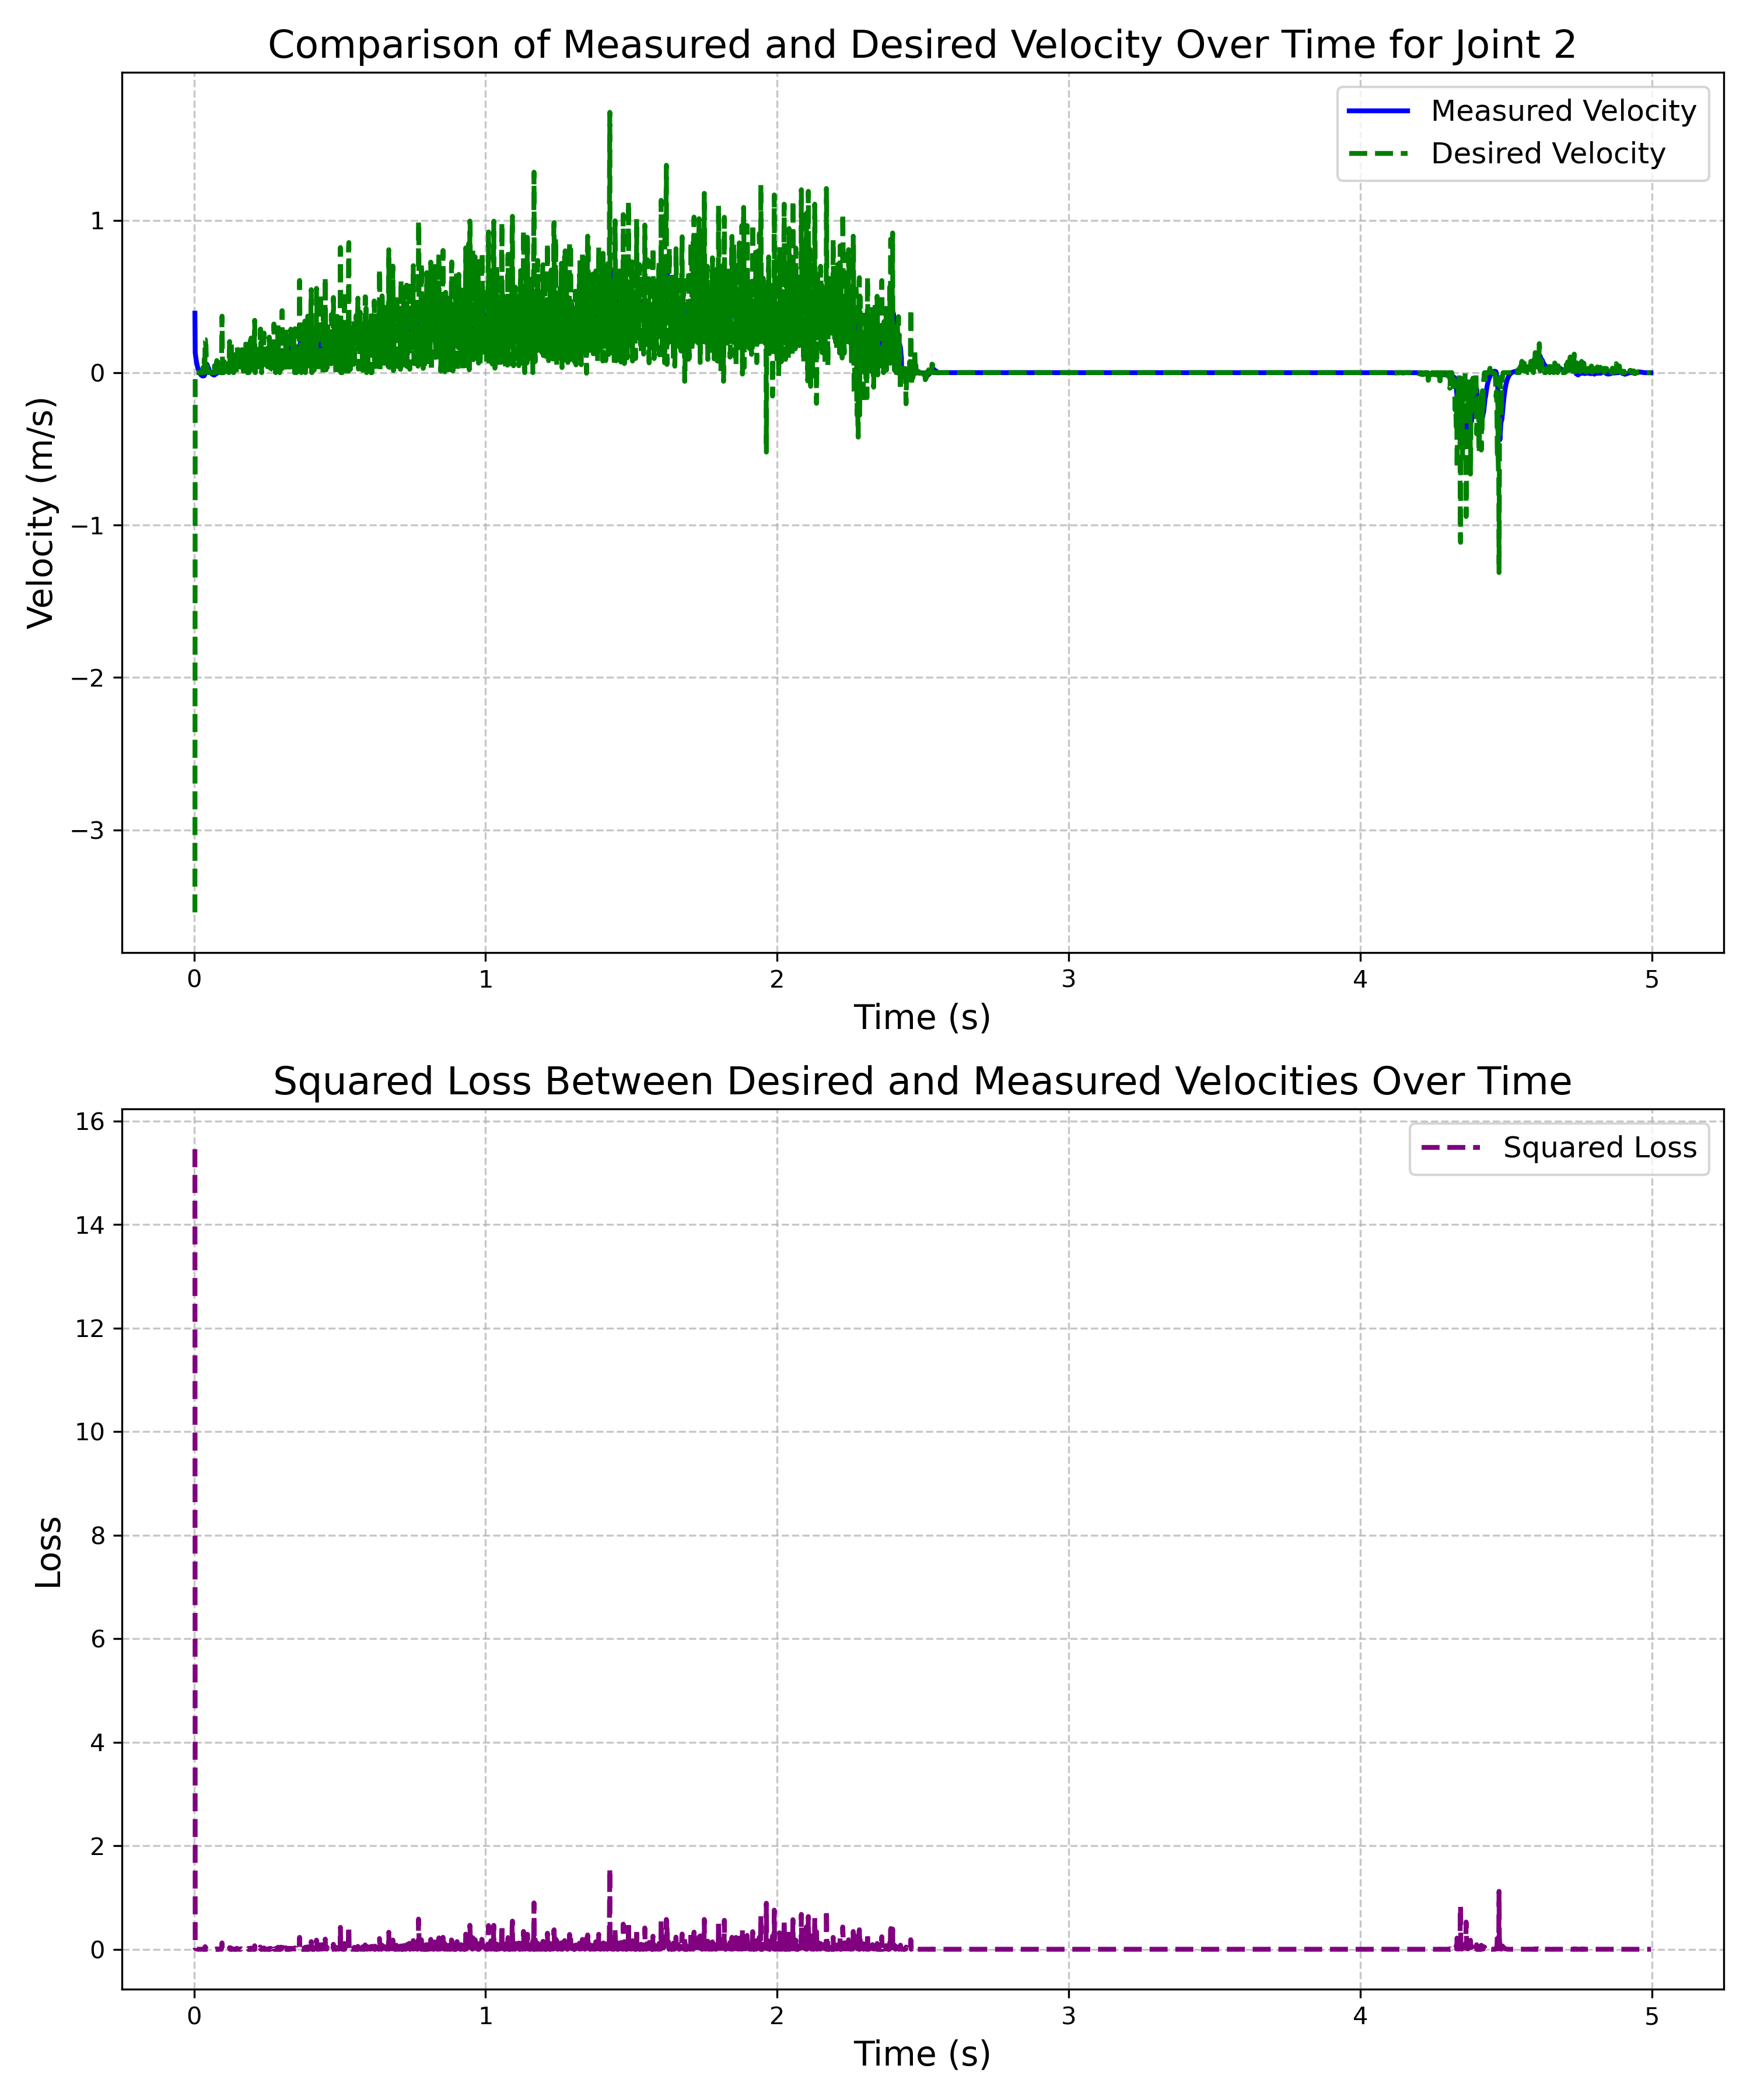 Comparison of Measured and Desired Velocity Over Time for Joint 2
Measured Velocity
Desired Velocity
Velocity (m/s)
1
0
−1
−2
−3
0 1 2 3 4 5
Time (s)
Squared Loss Between Desired and Measured Velocities Over Time
Squared Loss
Loss
16
14
12
10
8
6
4
2
0
0 1 2 3 4 5
Time (s)